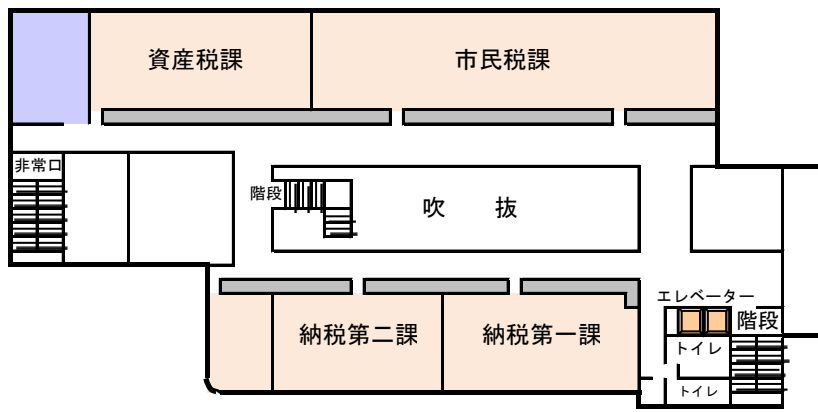 資産税課
市民税課
非常口
階段
吹 抜
エレベーター
階段
納税第二課
納税第一課
トイレ
トイレ